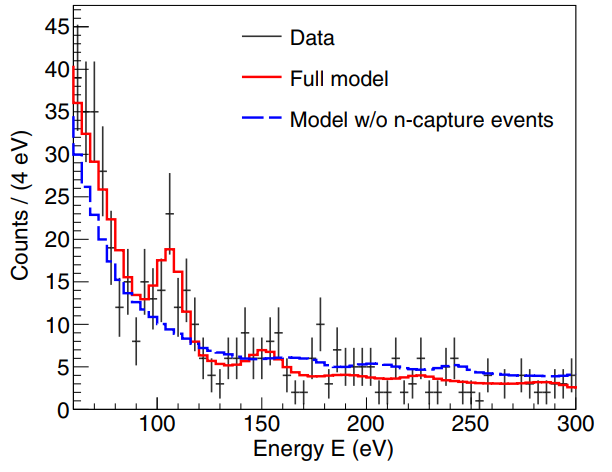 45
40
35
30
25
20
15
10
5
0
Counts / (4 eV)
Data
Full model
Model w/o n-capture events
100 150 200 250 300
Energy E (eV)